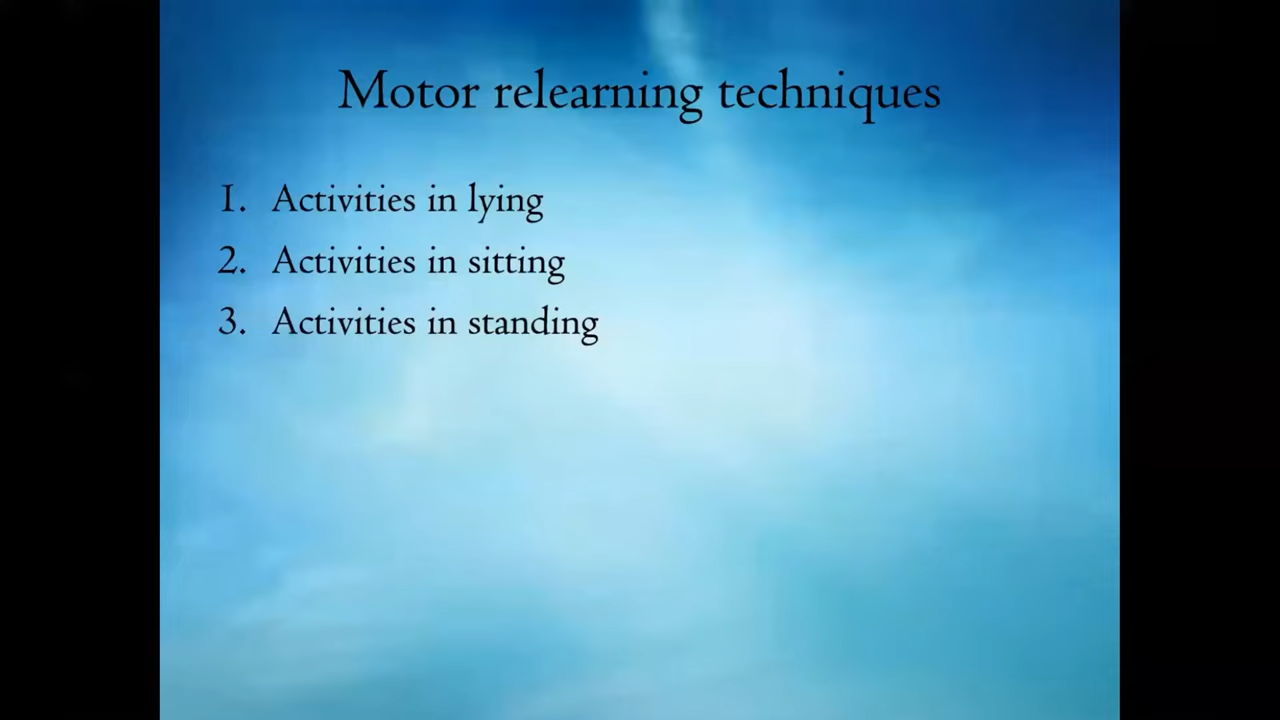 Motor relearning techniques
1. Activities in lying
2. Activities in sitting
3. Activities in standing